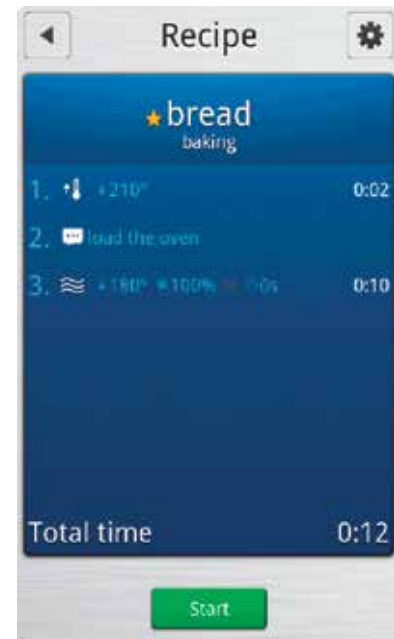 Recipe
bread
baking
1. +210° 0:02
2. load the oven
3. +180° 100% 0s 0:10
Total time 0:12
Start